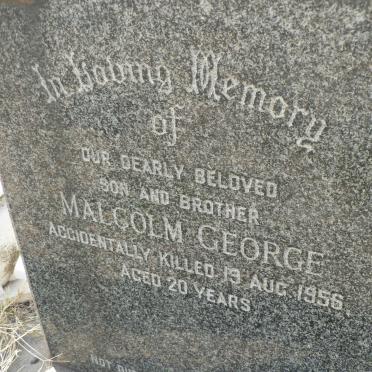 In Loving Memory
of
OUR DEARLY BELOVED
SON AND BROTHER
MALCOLM GEORGE
ACCIDENTALLY KILLED 19 AUG. 1956
AGED 20 YEARS
NOT